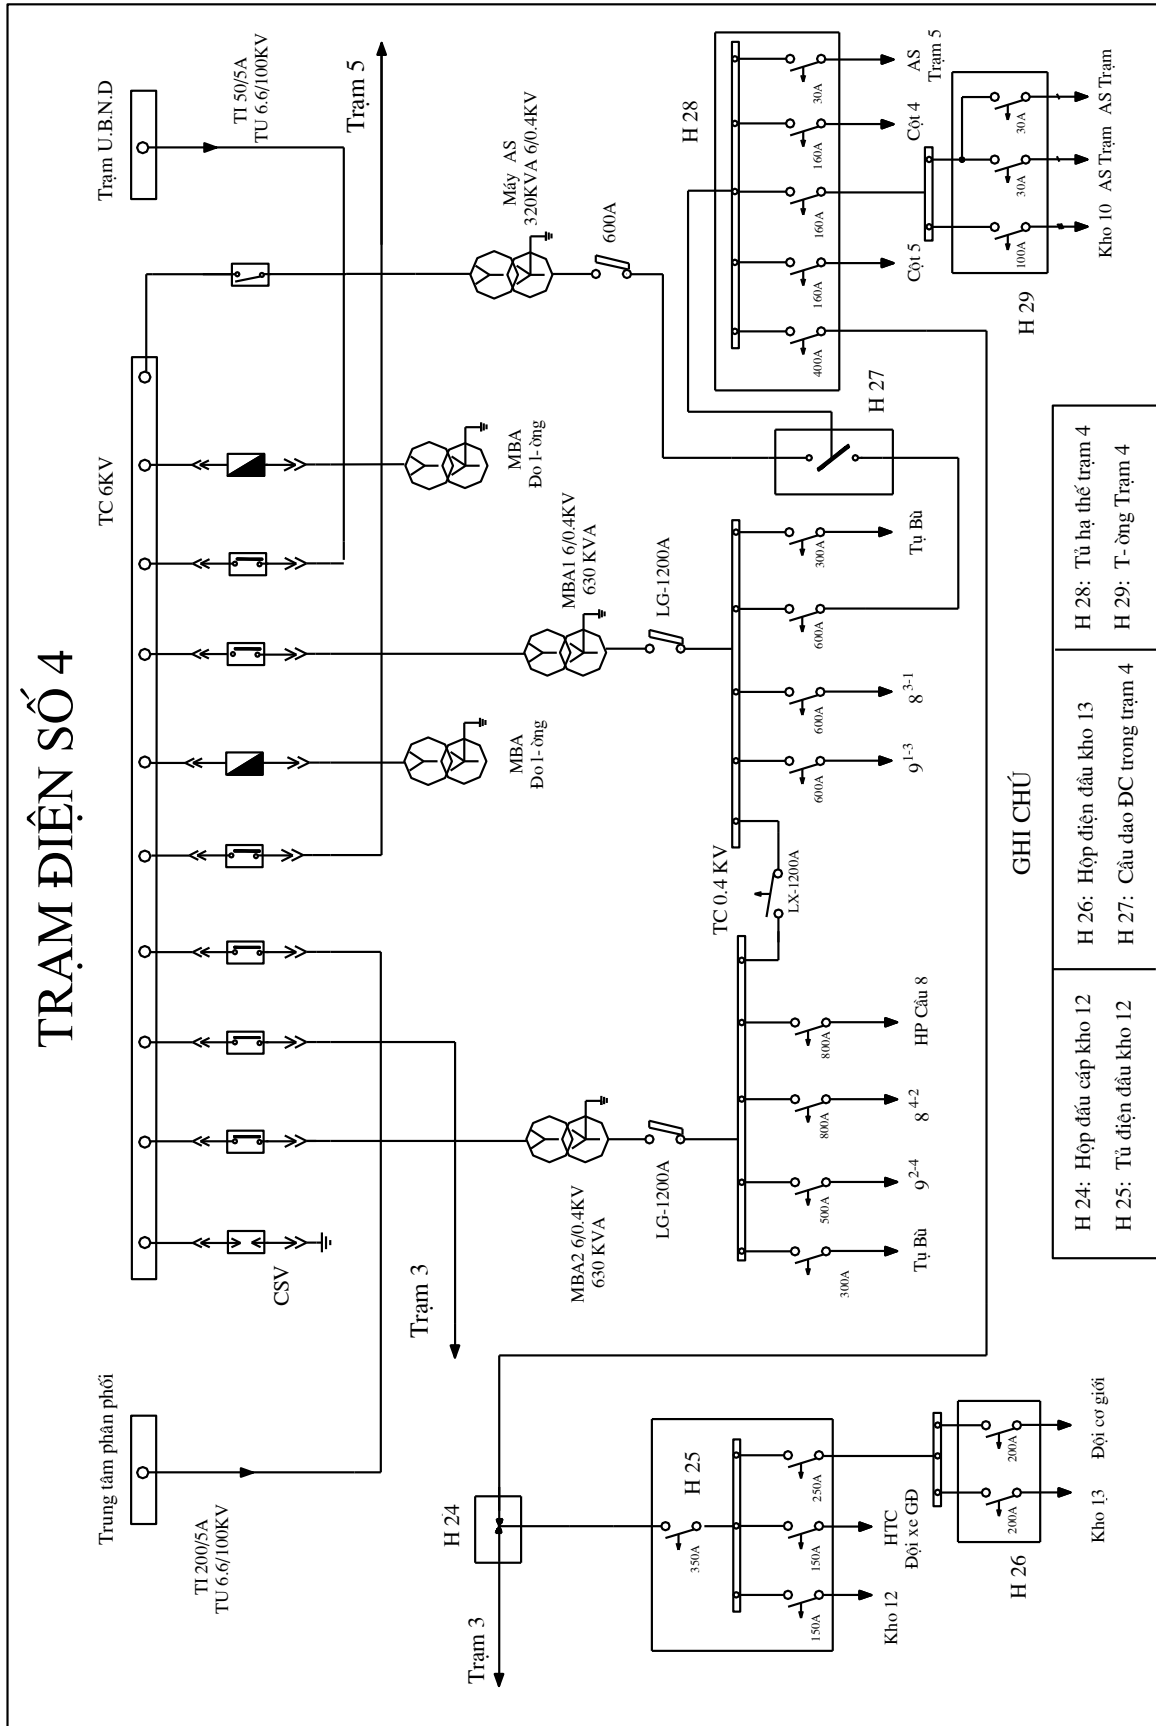 TRẠM ĐIỆN SỐ 4
Trung tâm phân phối
TI 200/5A
TU 6.6/100KV
CSV
TC 6KV
Trạm U.B.N.D
TI 50/5A
TU 6.6/100KV
Trạm 5
Trạm 3
MBA2 6/0.4KV
630 KVA
LG-1200A
MBA
Đo l-ờng
MBA1 6/0.4KV
630 KVA
LG-1200A
MBA
Đo l-ờng
Máy AS
320KVA 6/0.4KV
600A
Trạm 3
H 24
H 25
350A
150A
150A
250A
Kho 12
HTC
Đội xe GĐ
200A
200A
H 26
Kho 13
Đội cơ giới
TC 0.4 KV
300A
500A
800A
800A
Tụ Bù
9 2-4
8 4-2
HP Cầu 8
LX-1200A
600A
600A
600A
300A
9 1-3
8 3-1
Tụ Bù
H 27
H 28
400A
160A
160A
160A
30A
Cột 5
Cột 4
AS
Trạm 5
H 29
100A
30A
30A
Kho 10
AS Trạm
AS Trạm
GHI CHÚ
H 24: Hộp đấu cáp kho 12
H 25: Tủ điện đầu kho 12
H 26: Hộp điện đầu kho 13
H 27: Cầu dao ĐC trong trạm 4
H 28: Tủ hạ thế trạm 4
H 29: T- ờng Trạm 4